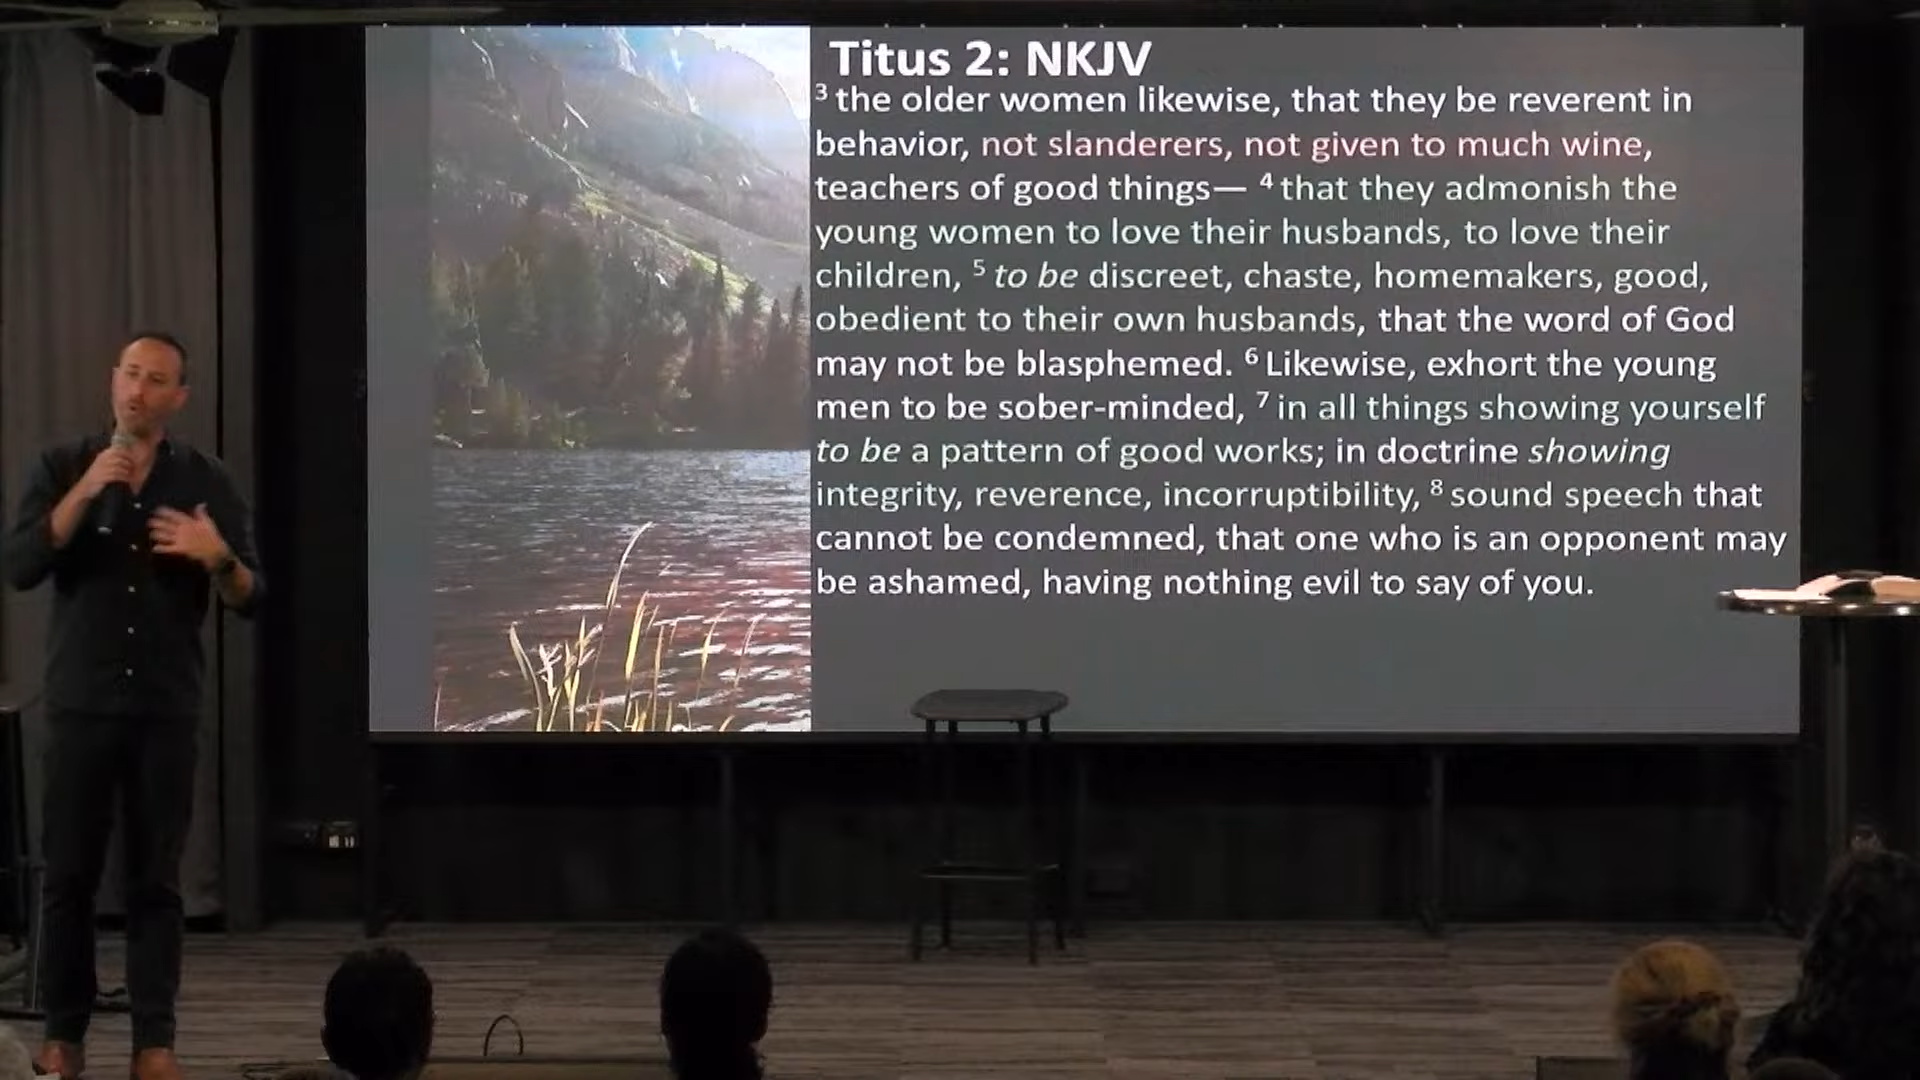 Titus 2: NKJV
3 the older women likewise, that they be reverent in
behavior, not slanderers, not given to much wine,
teachers of good things— 4 that they admonish the
young women to love their husbands, to love their
children, 5 to be discreet, chaste, homemakers, good,
obedient to their own husbands, that the word of God
may not be blasphemed. 6 Likewise, exhort the young
men to be sober-minded, 7 in all things showing yourself
to be a pattern of good works; in doctrine showing
integrity, reverence, incorruptibility, 8 sound speech that
cannot be condemned, that one who is an opponent may
be ashamed, having nothing evil to say of you.